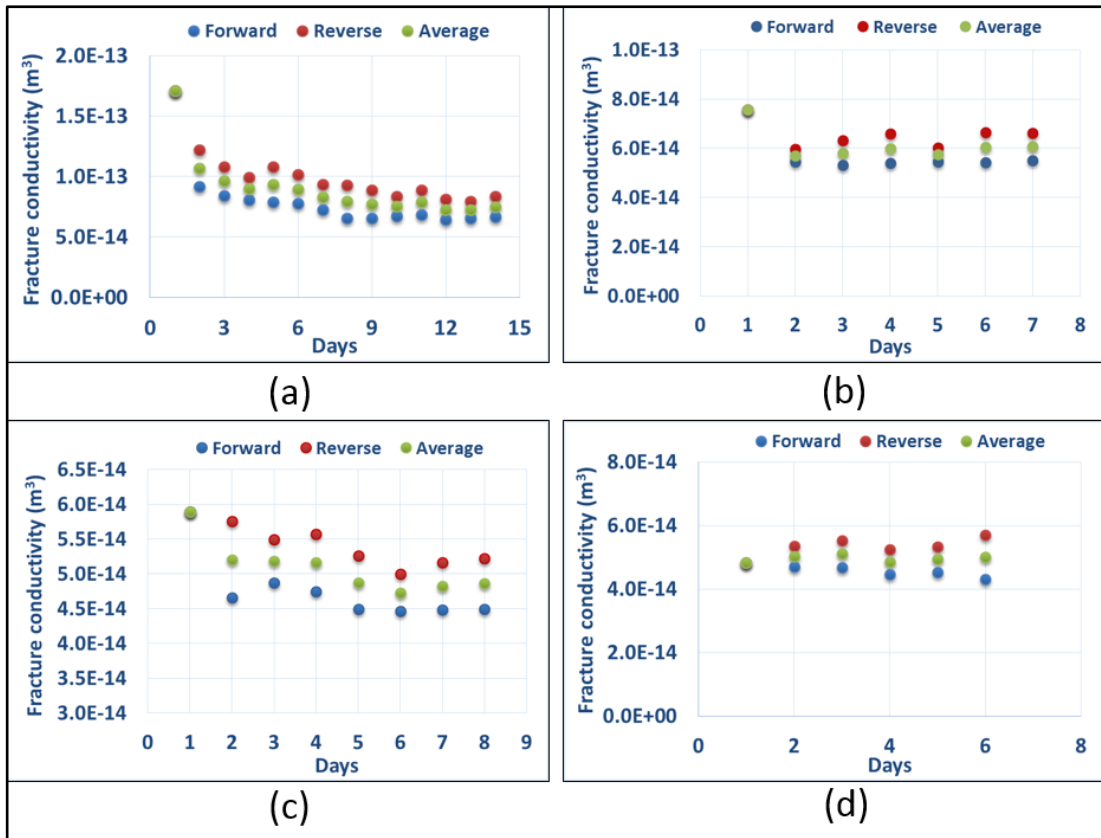 Forward Reverse Average
Fracture conductivity (m³)
2.0E-13
1.5E-13
1.0E-13
5.0E-14
0.0E+00
0 3 6 9 12 15
Days
(a)
Forward Reverse Average
Fracture conductivity (m³)
1.0E-13
8.0E-14
6.0E-14
4.0E-14
2.0E-14
0.0E+00
0 1 2 3 4 5 6 7 8
Days
(b)
Forward Reverse Average
Fracture conductivity (m³)
6.5E-14
6.0E-14
5.5E-14
5.0E-14
4.5E-14
4.0E-14
3.5E-14
3.0E-14
0 1 2 3 4 5 6 7 8 9
Days
(c)
Forward Reverse Average
Fracture conductivity (m³)
8.0E-14
6.0E-14
4.0E-14
2.0E-14
0.0E+00
0 2 4 6 8
Days
(d)